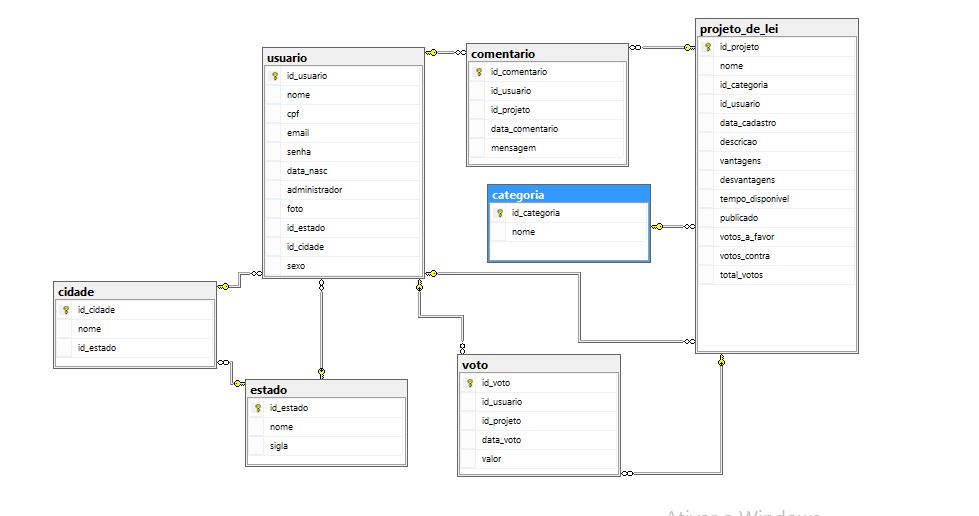 usuario
id_usuario
nome
cpf
email
senha
data_nasc
administrador
foto
id_estado
id_cidade
sexo
comentario
id_comentario
id_usuario
id_projeto
data_comentario
mensagem
projeto_de_lei
id_projeto
nome
id_categoria
id_usuario
data_cadastro
descricao
vantagens
desvantagens
tempo_disponivel
publicado
votos_a_favor
votos_contra
total_votos
categoria
id_categoria
nome
cidade
id_cidade
nome
id_estado
estado
id_estado
nome
sigla
voto
id_voto
id_usuario
id_projeto
data_voto
valor
Ativar o Windows